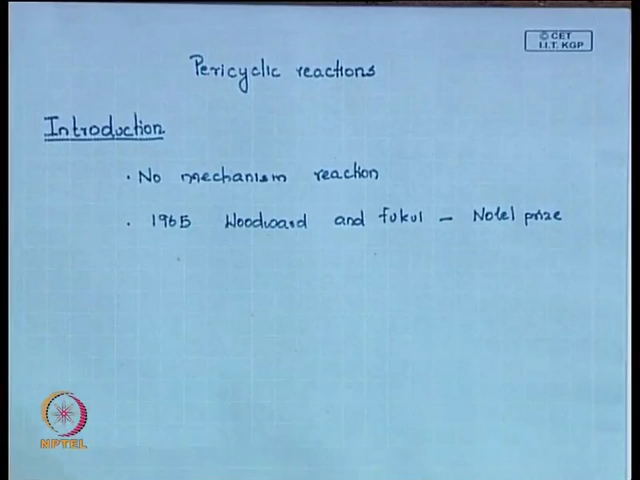 © CET
I.I.T. KGP
Pericyclic reactions
Introduction
· No mechanism reaction
· 1965 Woodward and fukui - Nobel prize
NPTEL